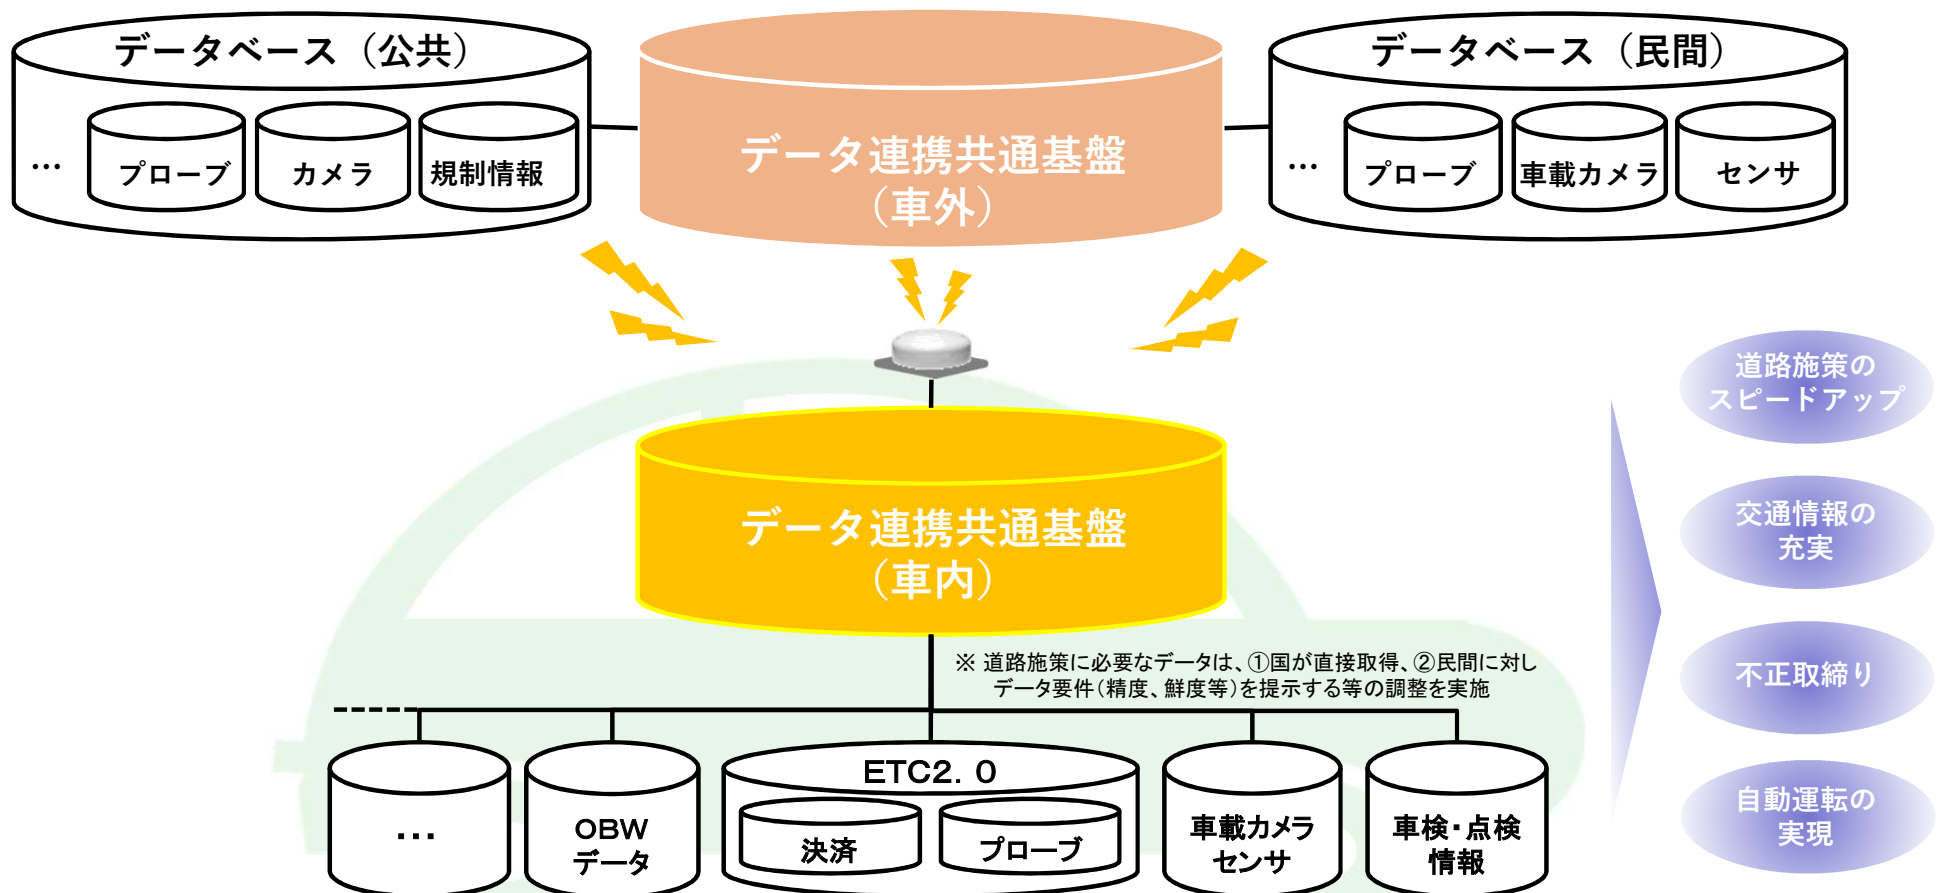 データベース（公共）
…
プローブ
カメラ
規制情報
データ連携共通基盤
（車外）
データベース（民間）
…
プローブ
車載カメラ
センサ
データ連携共通基盤
（車内）
※ 道路施策に必要なデータは、①国が直接取得、②民間に対し
データ要件（精度、鮮度等）を提示する等の調整を実施
…
OBW
データ
ETC2．0
決済
プローブ
車載カメラ
センサ
車検・点検
情報
道路施策の
スピードアップ
交通情報の
充実
不正取締り
自動運転の
実現